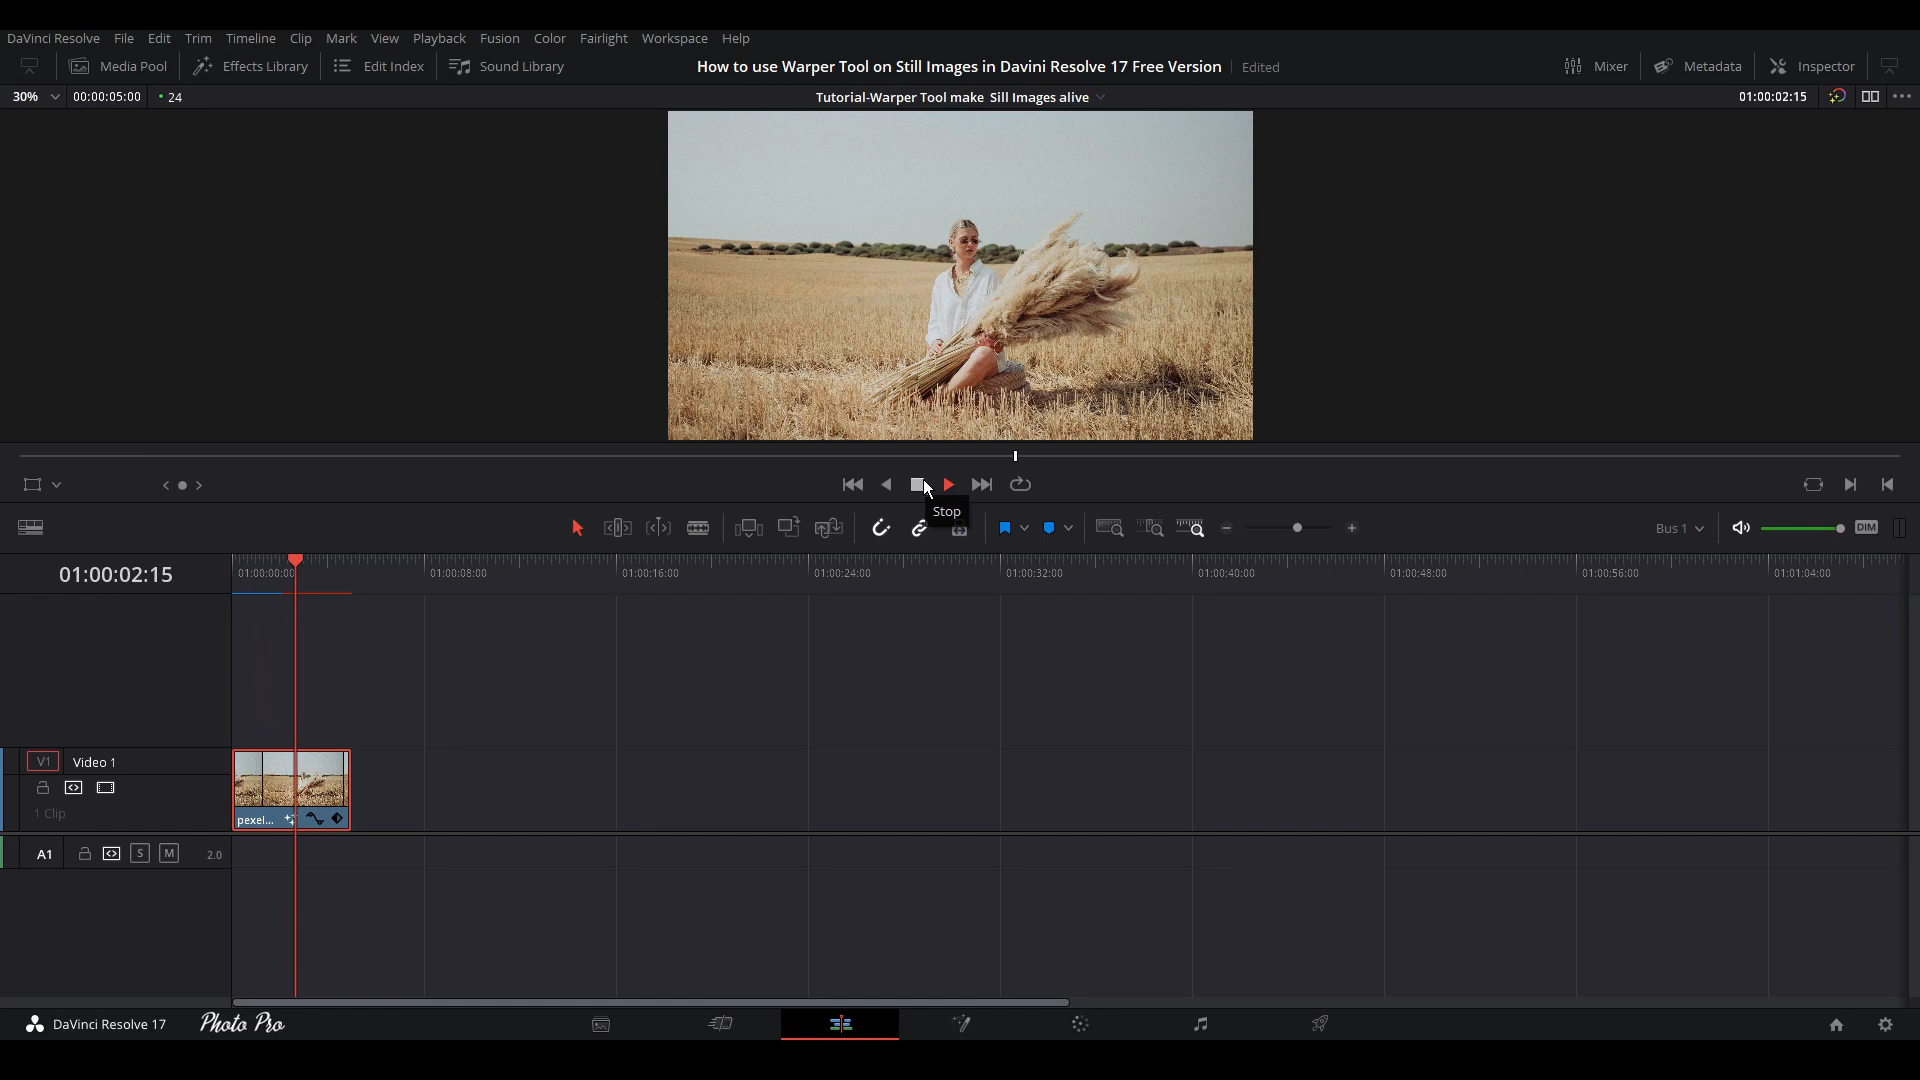 DaVinci Resolve File Edit Trim Timeline Clip Mark View Playback Fusion Color Fairlight Workspace Help
Media Pool Effects Library Edit Index Sound Library How to use Warper Tool on Still Images in Davini Resolve 17 Free Version Edited Mixer Metadata Inspector
30% 00:00:05:00 24 Tutorial-Warper Tool make Sill Images alive 01:00:02:15
Stop
Bus 1 DIM
01:00:02:15 01:00:00:00 01:00:08:00 01:00:16:00 01:00:24:00 01:00:32:00 01:00:40:00 01:00:48:00 01:00:56:00 01:01:04:00
V1 Video 1
1 Clip
pexel...
A1 S M 2.0
DaVinci Resolve 17 Photo Pro